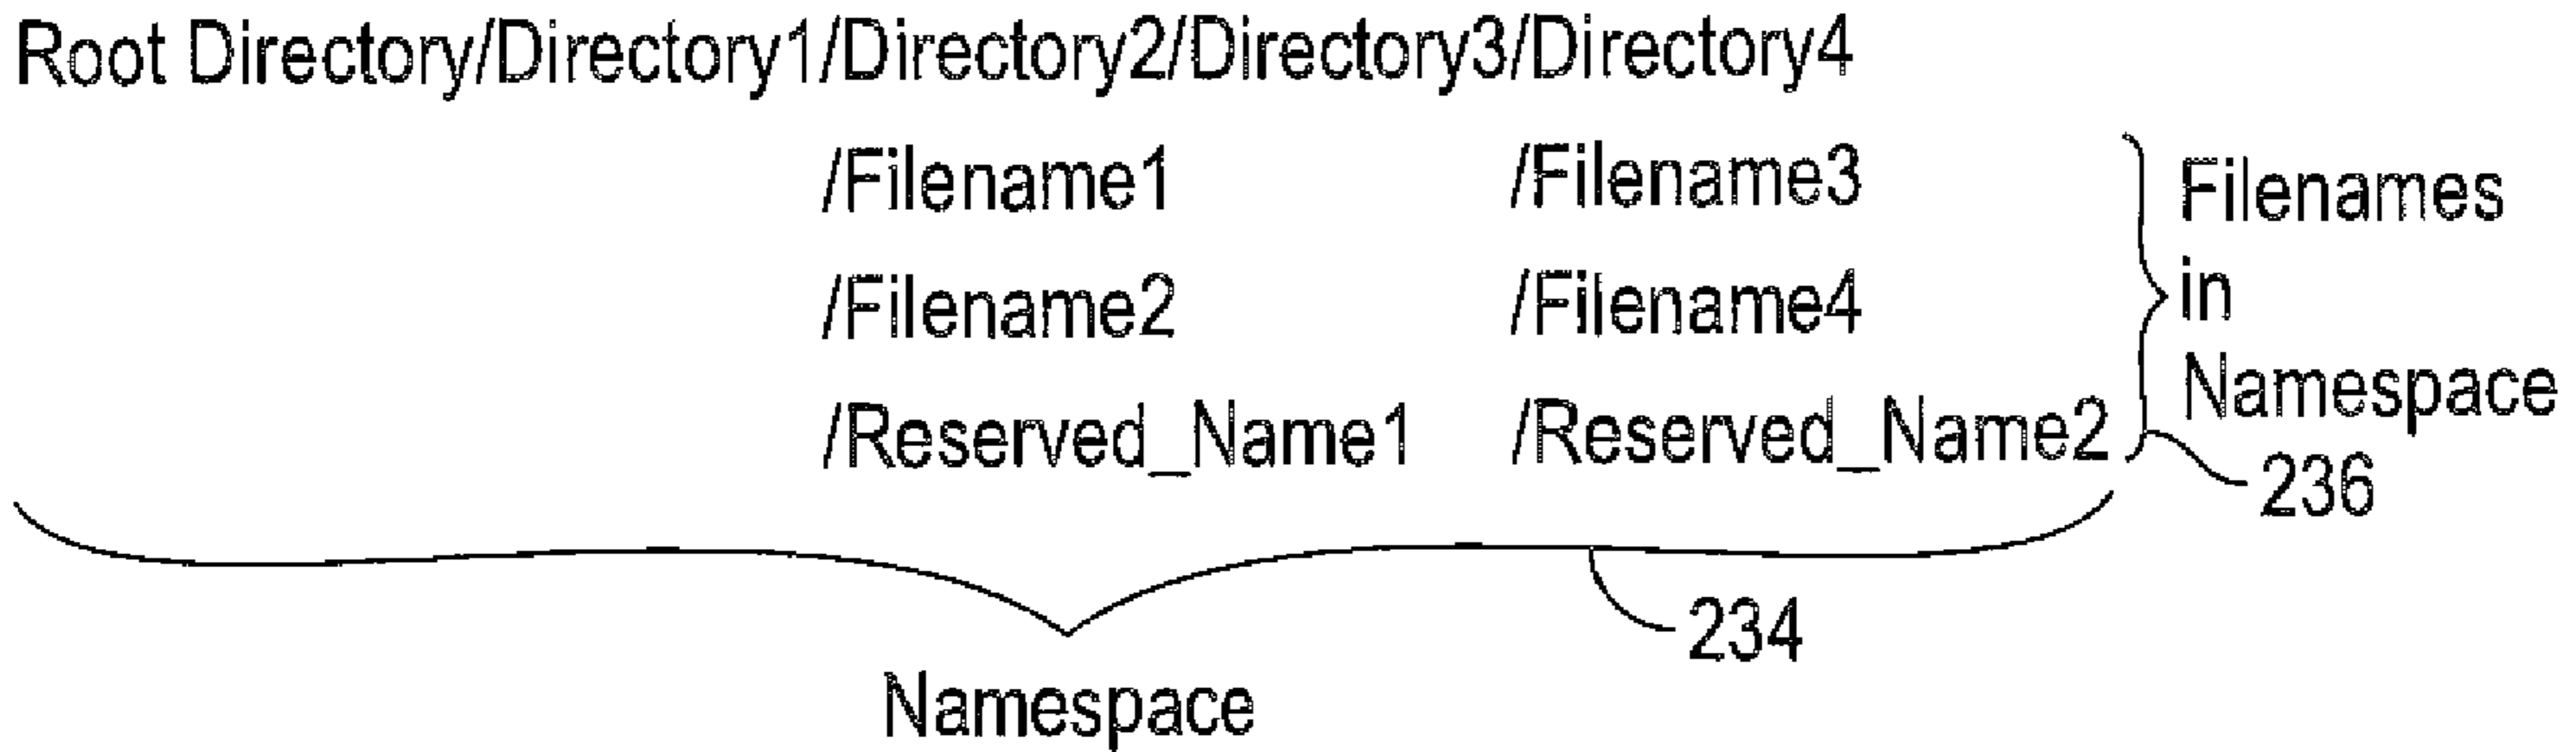 Root Directory/Directory1/Directory2/Directory3/Directory4
/Filename1 /Filename3
/Filename2 /Filename4
/Reserved_Name1 /Reserved_Name2
Filenames
in
Namespace
236
234
Namespace